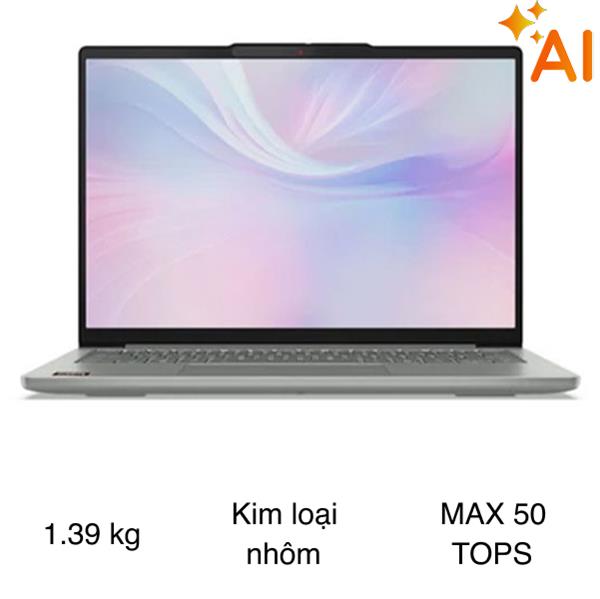 AI
1.39 kg
Kim loại
nhôm
MAX 50
TOPS